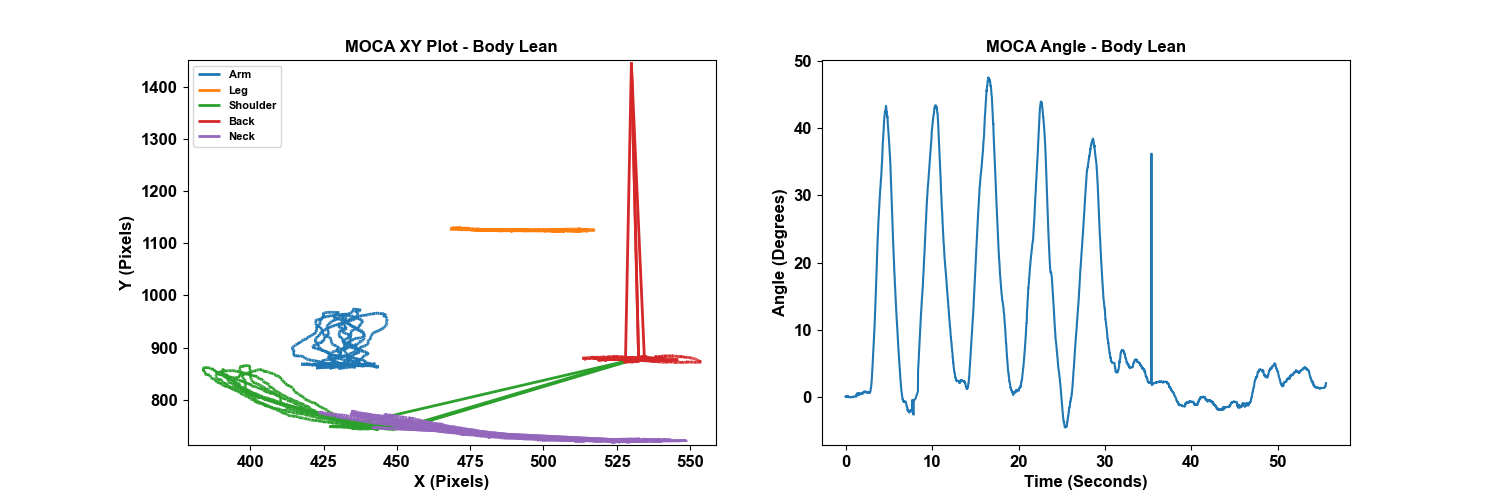 MOCA XY Plot - Body Lean
Y (Pixels)
1400
1300
1200
1100
1000
900
800
Arm
Leg
Shoulder
Back
Neck
400 425 450 475 500 525 550
X (Pixels)
MOCA Angle - Body Lean
Angle (Degrees)
50
40
30
20
10
0
0 10 20 30 40 50
Time (Seconds)